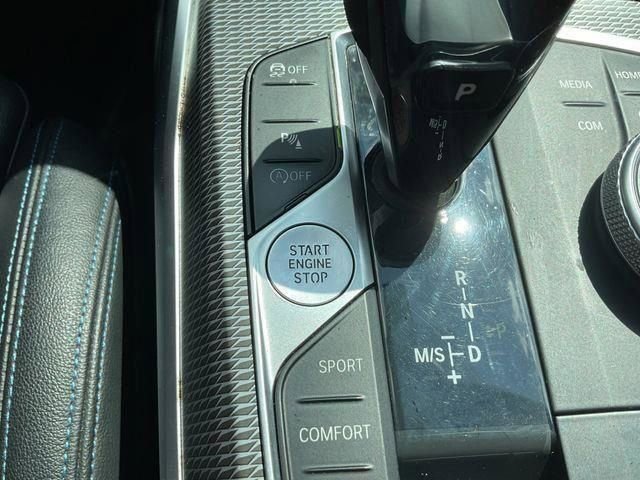 OFF
P
MEDIA
HOME
COM
P
OFF
START
ENGINE
STOP
R
N
M/S D
+
SPORT
COMFORT